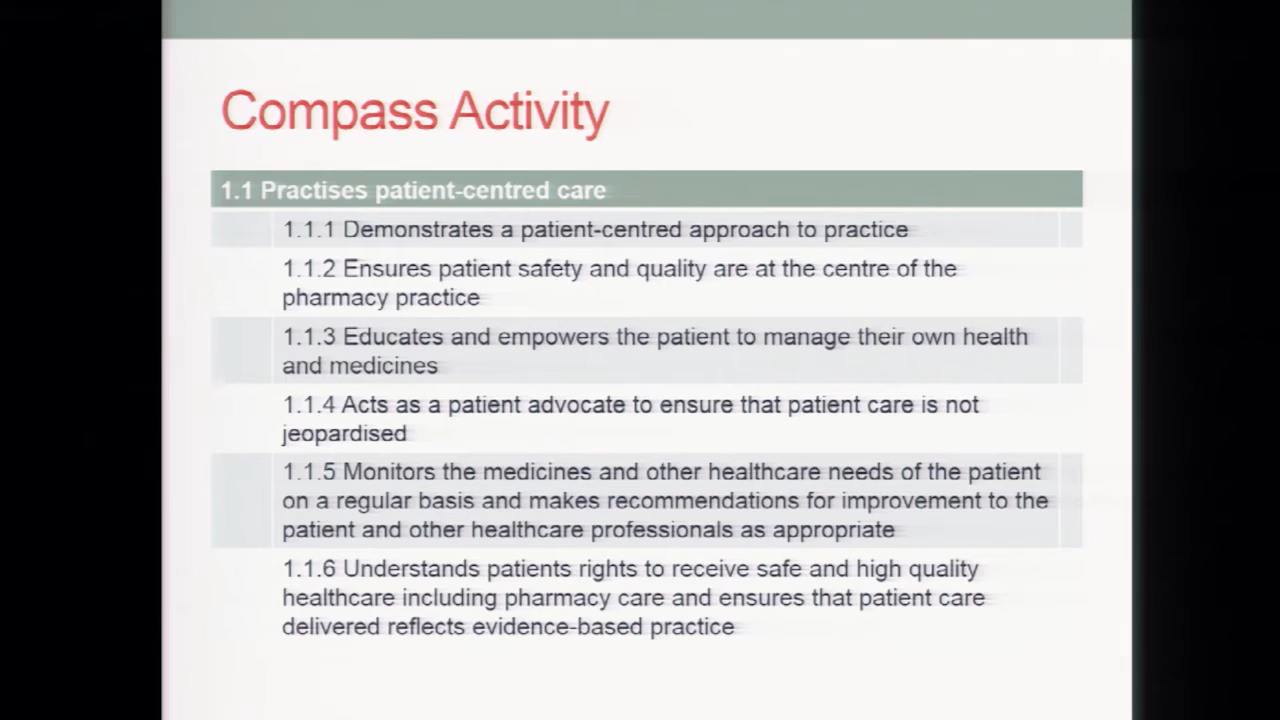 Compass Activity
1.1 Practises patient-centred care
1.1.1 Demonstrates a patient-centred approach to practice
1.1.2 Ensures patient safety and quality are at the centre of the
pharmacy practice
1.1.3 Educates and empowers the patient to manage their own health
and medicines
1.1.4 Acts as a patient advocate to ensure that patient care is not
jeopardised
1.1.5 Monitors the medicines and other healthcare needs of the patient
on a regular basis and makes recommendations for improvement to the
patient and other healthcare professionals as appropriate
1.1.6 Understands patients rights to receive safe and high quality
healthcare including pharmacy care and ensures that patient care
delivered reflects evidence-based practice